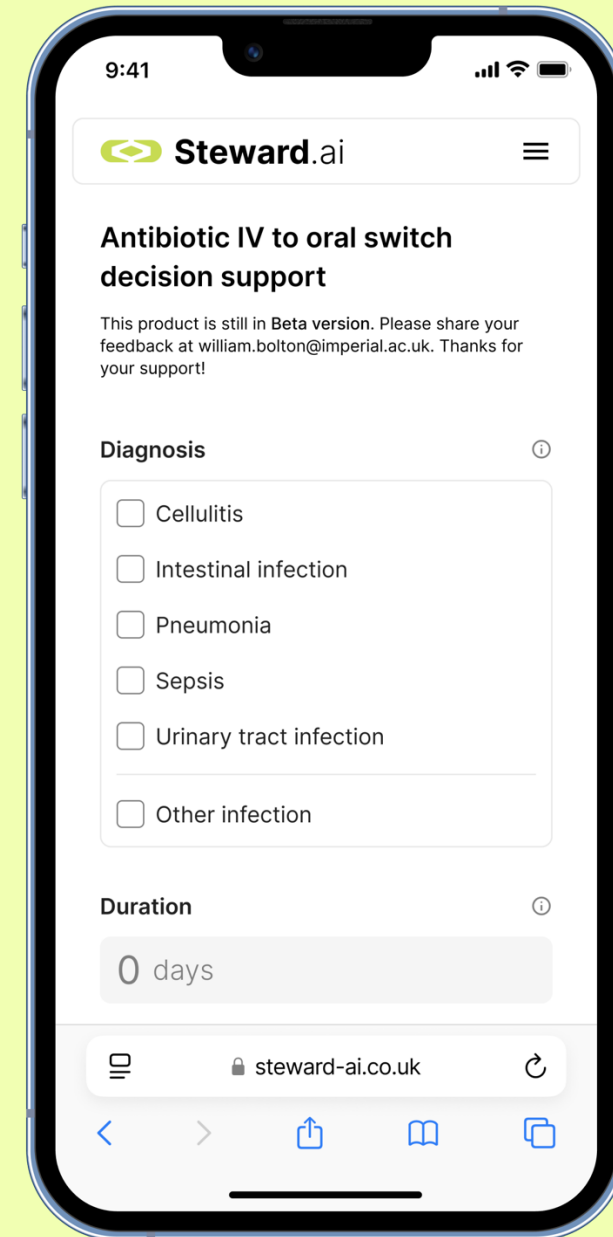 9:41
Steward.ai
Antibiotic IV to oral switch
decision support
This product is still in Beta version. Please share your
feedback at william.bolton@imperial.ac.uk. Thanks for
your support!
Diagnosis
Cellulitis
Intestinal infection
Pneumonia
Sepsis
Urinary tract infection
Other infection
Duration
0 days
steward-ai.co.uk